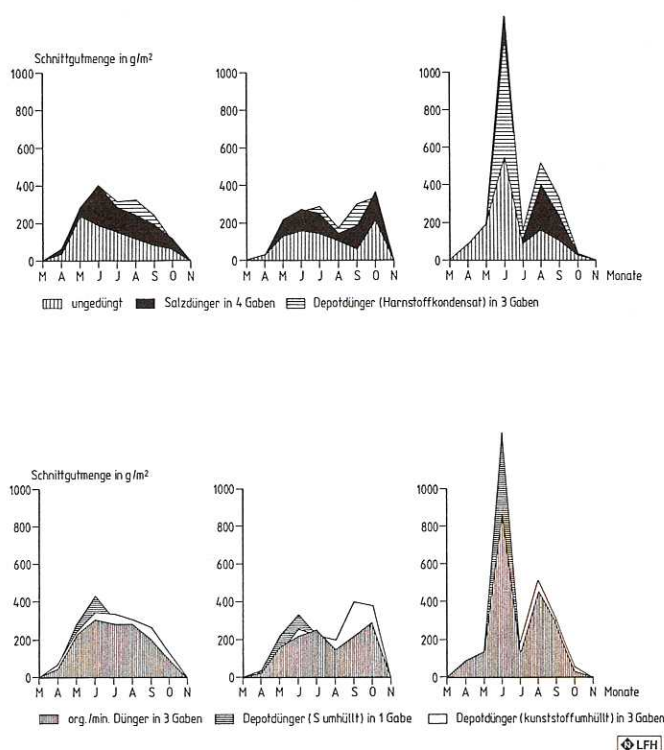 Schnittgutmenge in g/m²
1000 1000 1000
800 800 800
600 600 600
400 400 400
200 200 200
0 0 0
M A M J J A S O N M A M J J A S O N M A M J J A S O N Monate
ungedüngt Salzdünger in 4 Gaben Depotdünger (Harnstoffkondensat) in 3 Gaben
Schnittgutmenge in g/m²
1000 1000 1000
800 800 800
600 600 600
400 400 400
200 200 200
0 0 0
M A M J J A S O N M A M J J A S O N M A M J J A S O N Monate
org./min. Dünger in 3 Gaben Depotdünger (S umhüllt) in 1 Gabe Depotdünger (kunststoffumhüllt) in 3 Gaben
LFH